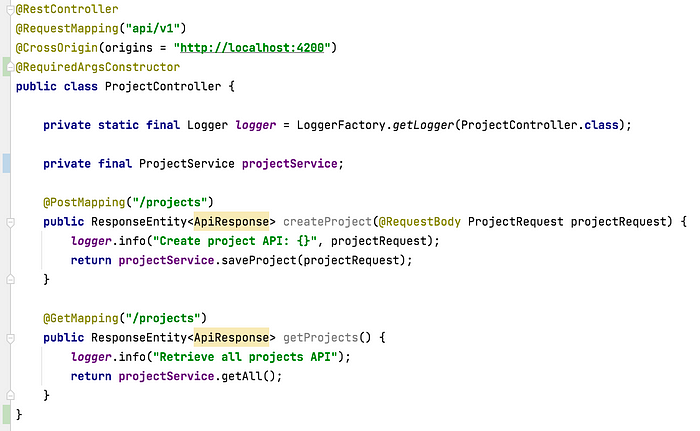 @RestController
@RequestMapping("api/v1")
@CrossOrigin(origins = "http://localhost:4200")
@RequiredArgsConstructor
public class ProjectController {
private static final Logger logger = LoggerFactory.getLogger(ProjectController.class);
private final ProjectService projectService;
@PostMapping("/projects")
public ResponseEntity<ApiResponse> createProject(@RequestBody ProjectRequest projectRequest) {
logger.info("Create project API: {}", projectRequest);
return projectService.saveProject(projectRequest);
}
@GetMapping("/projects")
public ResponseEntity<ApiResponse> getProjects() {
logger.info("Retrieve all projects API");
return projectService.getAll();
}
}